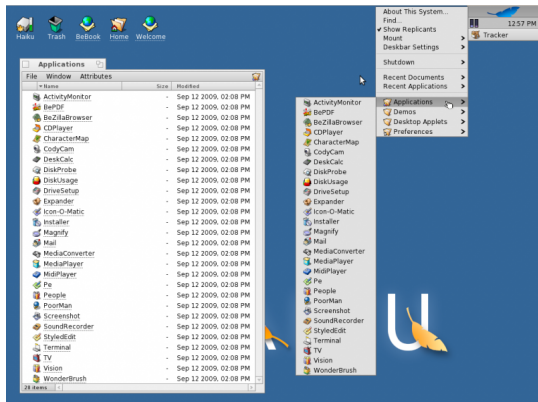 About This System...
Find...
Show Replicants
Mount
Deskbar Settings
Shutdown
Recent Documents
Recent Applications
Applications
Demos
Desktop Applets
Preferences
12:57 PM
Tracker
Haiku Trash BeBook Home Welcome
Applications
File Window Attributes
Name Size Modified
ActivityMonitor - Sep 12 2009, 02:08 PM
BePDF - Sep 12 2009, 02:08 PM
BeZillaBrowser - Sep 12 2009, 02:08 PM
CDPlayer - Sep 12 2009, 02:08 PM
CharacterMap - Sep 12 2009, 02:08 PM
CodyCam - Sep 12 2009, 02:08 PM
DeskCalc - Sep 12 2009, 02:08 PM
DiskProbe - Sep 12 2009, 02:08 PM
DiskUsage - Sep 12 2009, 02:08 PM
DriveSetup - Sep 12 2009, 02:08 PM
Expander - Sep 12 2009, 02:08 PM
Icon-O-Matic - Sep 12 2009, 02:08 PM
Installer - Sep 12 2009, 02:08 PM
Magnify - Sep 12 2009, 02:08 PM
Mail - Sep 12 2009, 02:08 PM
MediaConverter - Sep 12 2009, 02:08 PM
MediaPlayer - Sep 12 2009, 02:08 PM
MidiPlayer - Sep 12 2009, 02:08 PM
Pe - Sep 12 2009, 02:08 PM
People - Sep 12 2009, 02:08 PM
PoorMan - Sep 12 2009, 02:08 PM
Screenshot - Sep 12 2009, 02:08 PM
SoundRecorder - Sep 12 2009, 02:08 PM
StyledEdit - Sep 12 2009, 02:08 PM
Terminal - Sep 12 2009, 02:08 PM
TV - Sep 12 2009, 02:08 PM
Vision - Sep 12 2009, 02:08 PM
WonderBrush - Sep 12 2009, 02:08 PM
28 items
ActivityMonitor
BePDF
BeZillaBrowser
CDPlayer
CharacterMap
CodyCam
DeskCalc
DiskProbe
DiskUsage
DriveSetup
Expander
Icon-O-Matic
Installer
Magnify
Mail
MediaConverter
MediaPlayer
MidiPlayer
Pe
People
PoorMan
Screenshot
SoundRecorder
StyledEdit
Terminal
TV
Vision
WonderBrush
U